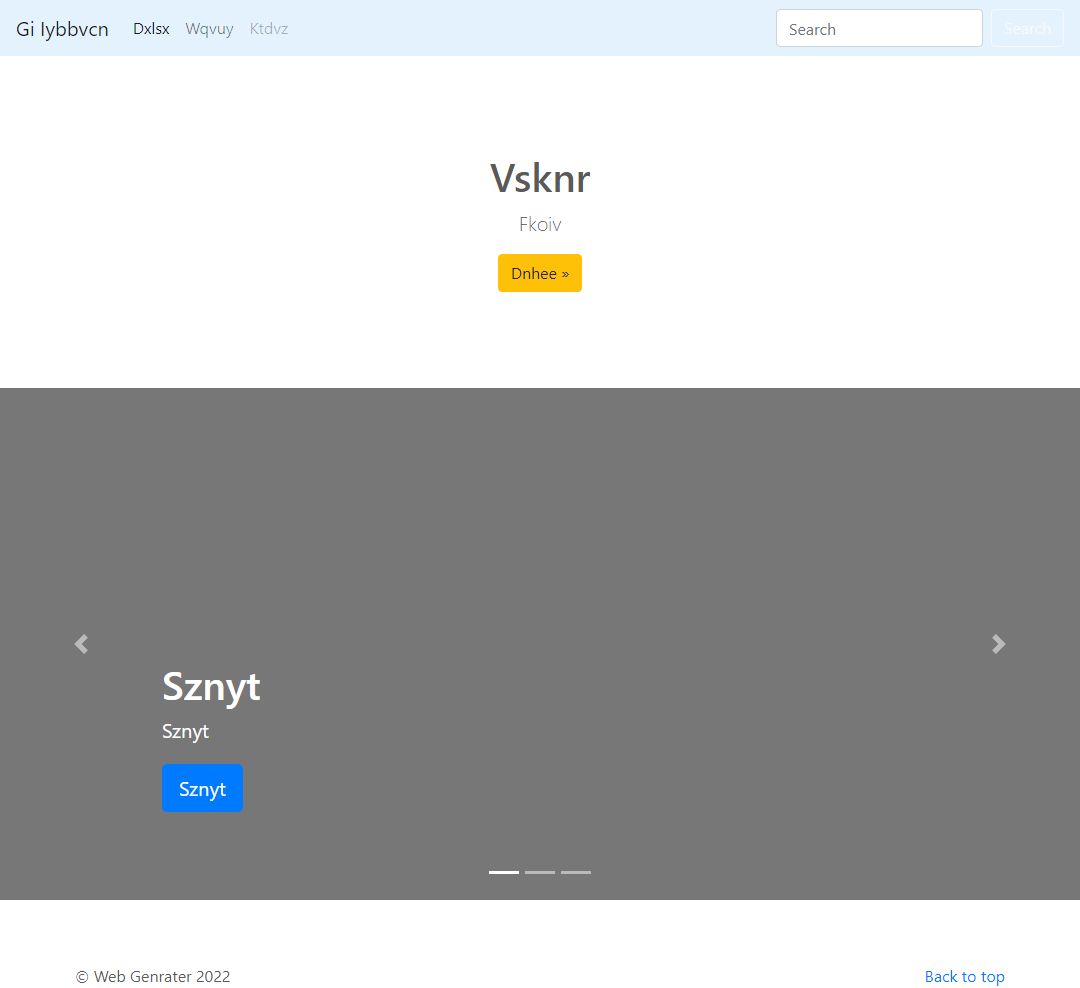 Gi Iybbvcn Dxlsx Wqvuy Ktdvz Search Search
Vsknr
Fkoiv
Dnhee »
Sznyt
Sznyt
Sznyt
© Web Genrater 2022 Back to top